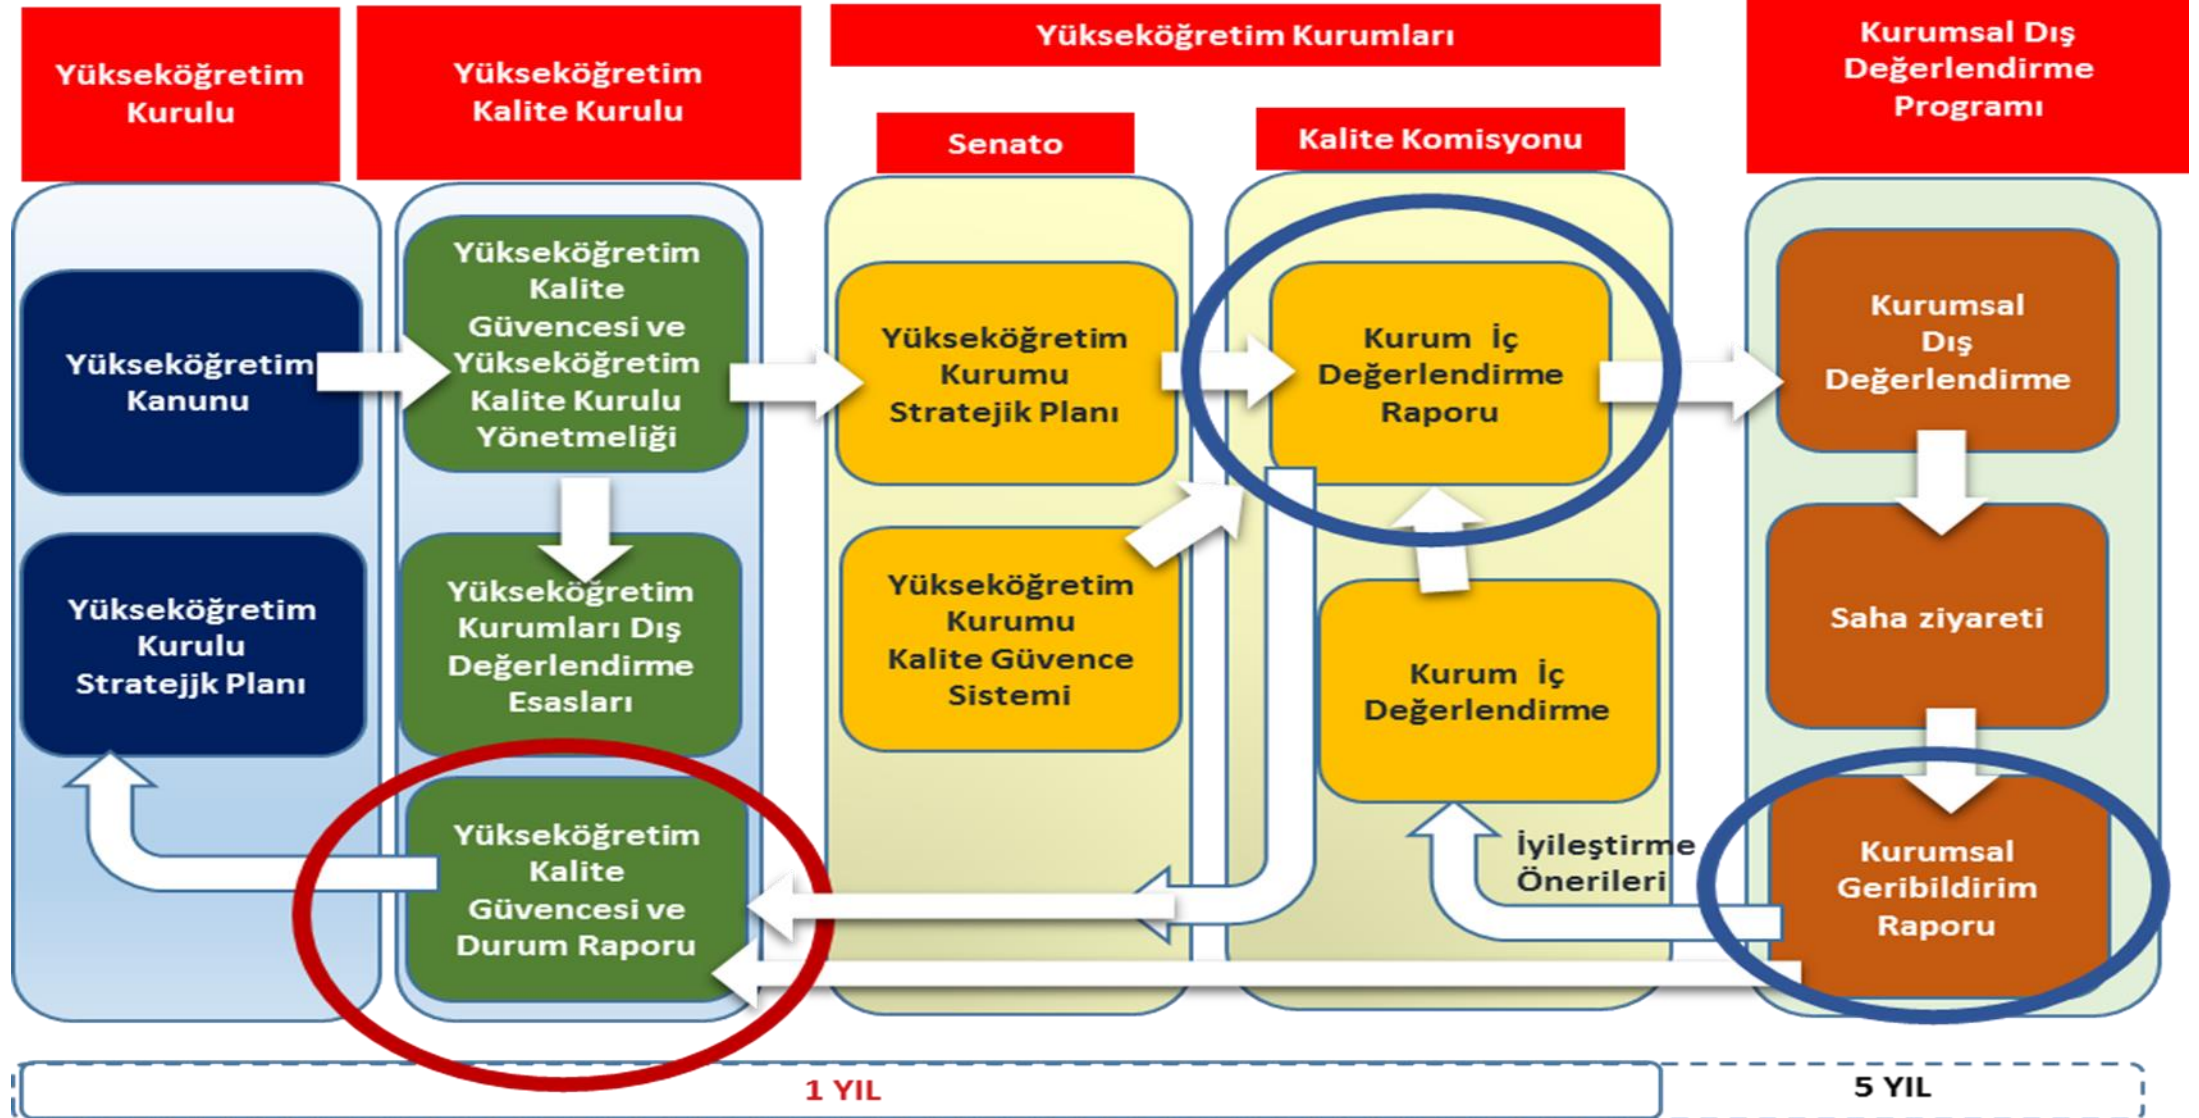 Yükseköğretim
Kurulu
Yükseköğretim
Kalite Kurulu
Yükseköğretim Kurumları
Senato
Kalite Komisyonu
Kurumsal Dış
Değerlendirme
Programı
Yükseköğretim
Kanunu
Yükseköğretim
Kurulu
Stratejjk Planı
Yükseköğretim
Kalite
Güvencesi ve
Yükseköğretim
Kalite Kurulu
Yönetmeliği
Yükseköğretim
Kurumları Dış
Değerlendirme
Esasları
Yükseköğretim
Kalite
Güvencesi ve
Durum Raporu
Yükseköğretim
Kurumu
Stratejik Planı
Yükseköğretim
Kurumu
Kalite Güvence
Sistemi
Kurum İç
Değerlendirme
Raporu
Kurum İç
Değerlendirme
İyileştirme
Önerileri
Kurumsal
Dış
Değerlendirme
Saha ziyareti
Kurumsal
Geribildirim
Raporu
1 YIL
5 YIL